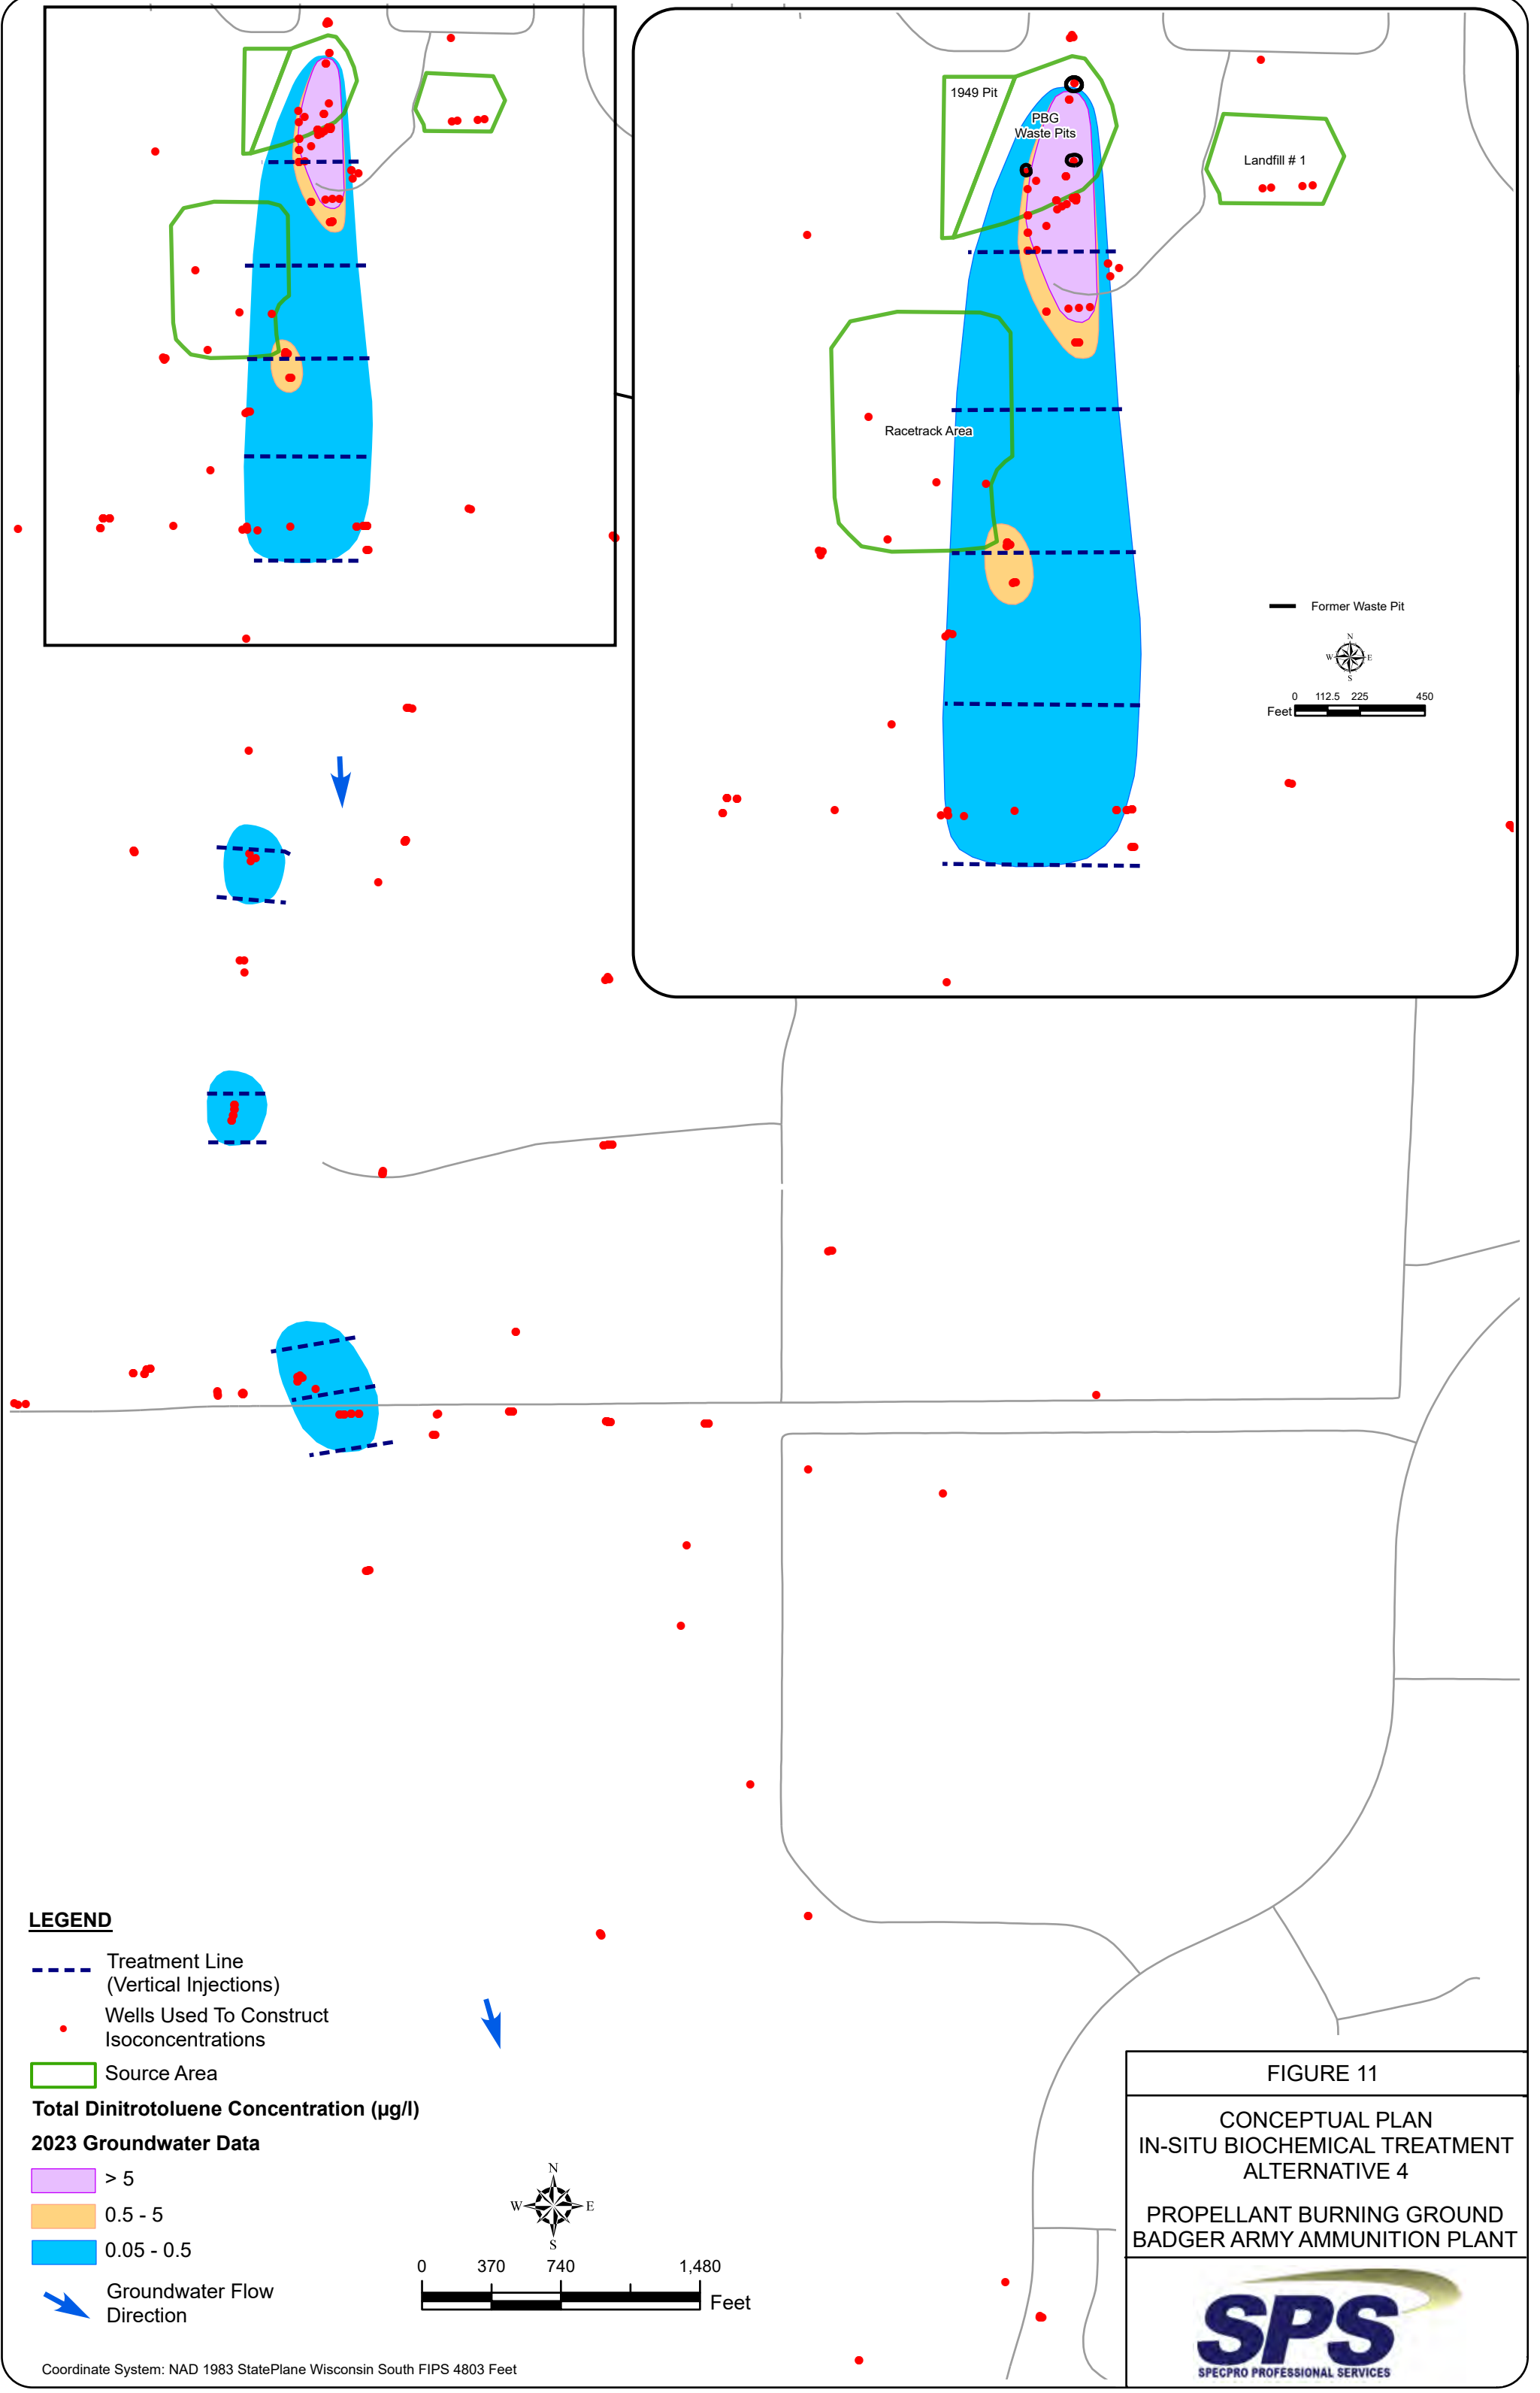 1949 Pit
PBG
Waste Pits
Landfill # 1
Racetrack Area
Former Waste Pit
N
W E
S
0 112.5 225 450
Feet
LEGEND
Treatment Line
(Vertical Injections)
Wells Used To Construct
Isoconcentrations
Source Area
Total Dinitrotoluene Concentration (µg/l)
2023 Groundwater Data
> 5
0.5 - 5
0.05 - 0.5
Groundwater Flow
Direction
N
W E
S
0 370 740 1,480
Feet
Coordinate System: NAD 1983 StatePlane Wisconsin South FIPS 4803 Feet
FIGURE 11
CONCEPTUAL PLAN
IN-SITU BIOCHEMICAL TREATMENT
ALTERNATIVE 4
PROPELLANT BURNING GROUND
BADGER ARMY AMMUNITION PLANT
SPS
SPECPRO PROFESSIONAL SERVICES